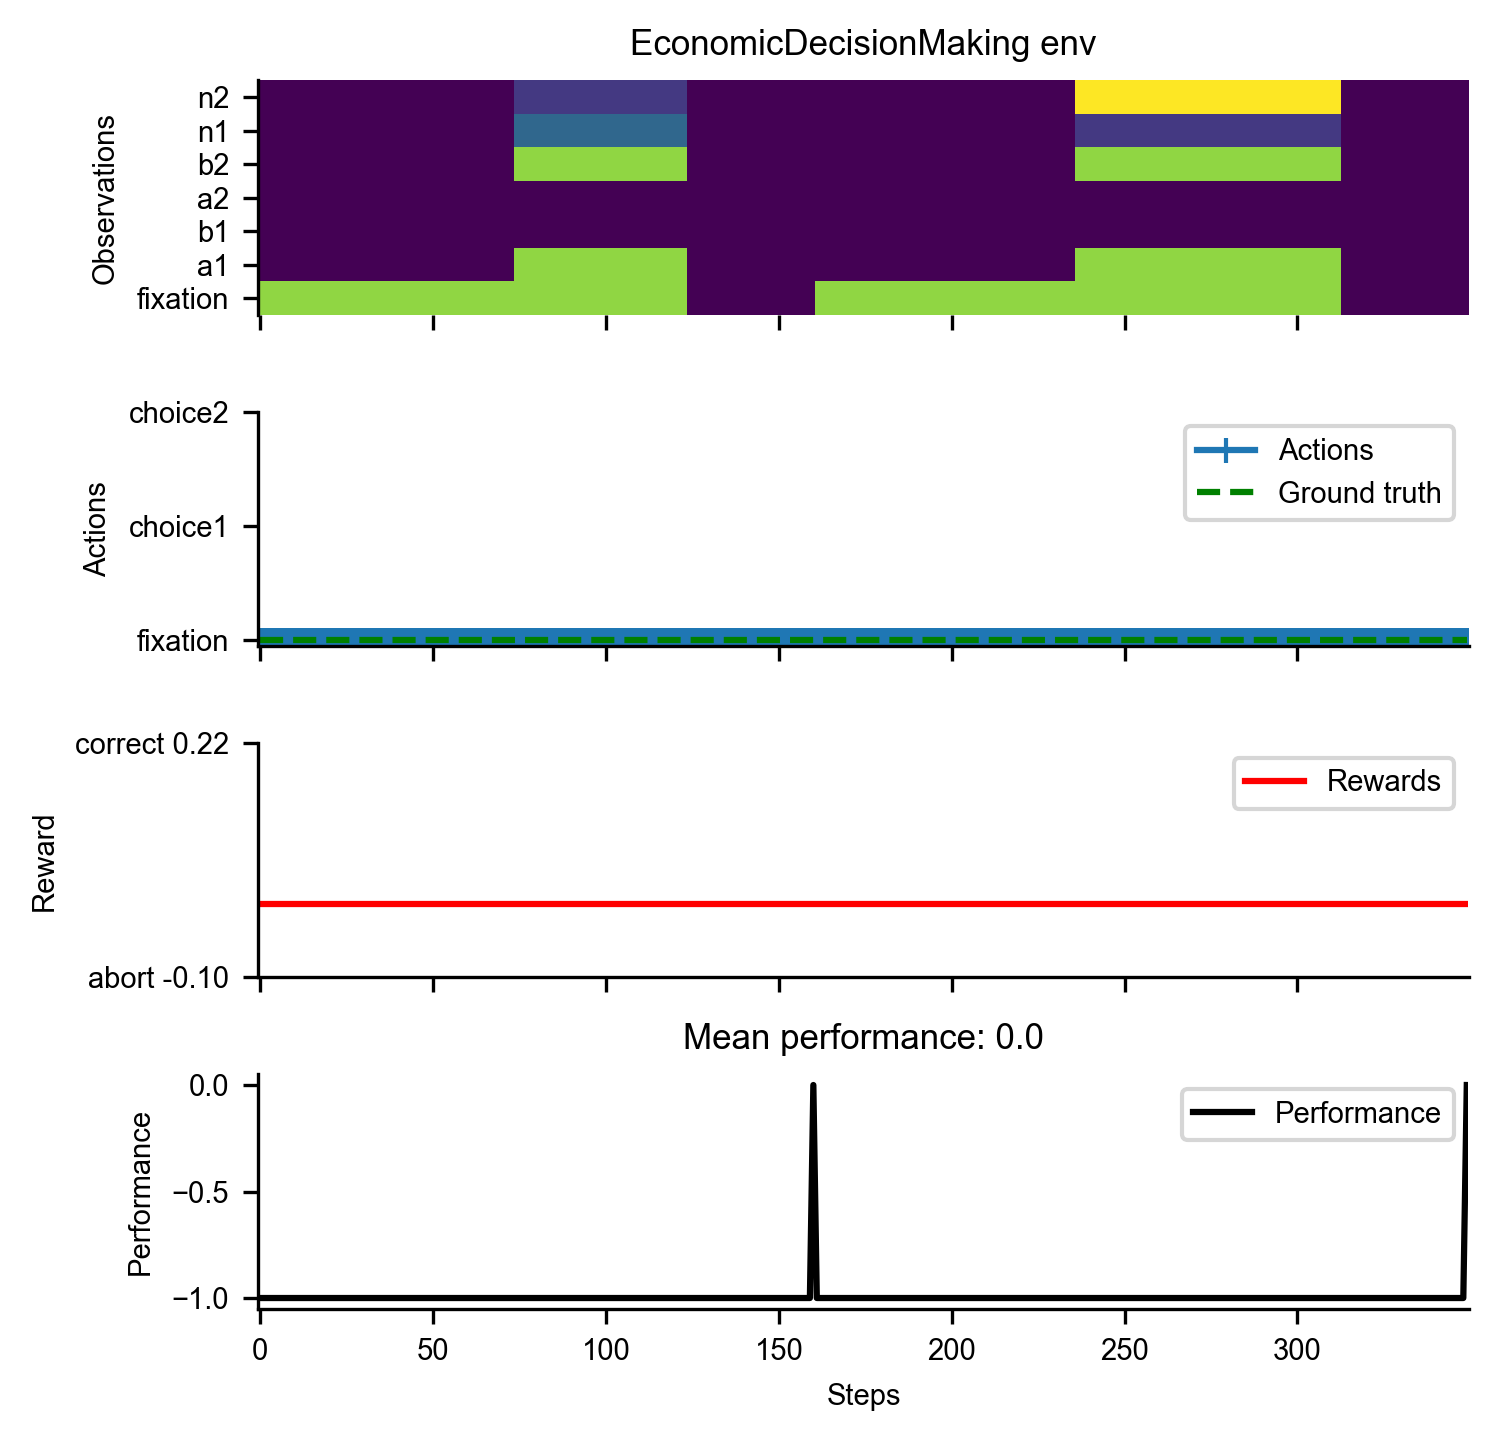 EconomicDecisionMaking env
Observations
n2
n1
b2
a2
b1
a1
fixation
Actions
choice2
choice1
fixation
Actions
Ground truth
Reward
correct 0.22
abort -0.10
Rewards
Mean performance: 0.0
Performance
0.0
−0.5
−1.0
Performance
0 50 100 150 200 250 300
Steps